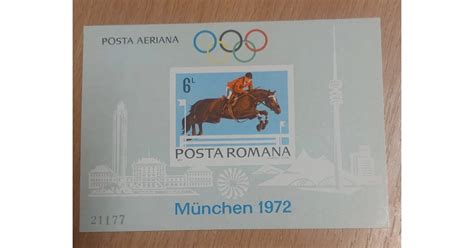 POSTA AERIANA
6L
POSTA ROMANA
21177
München 1972